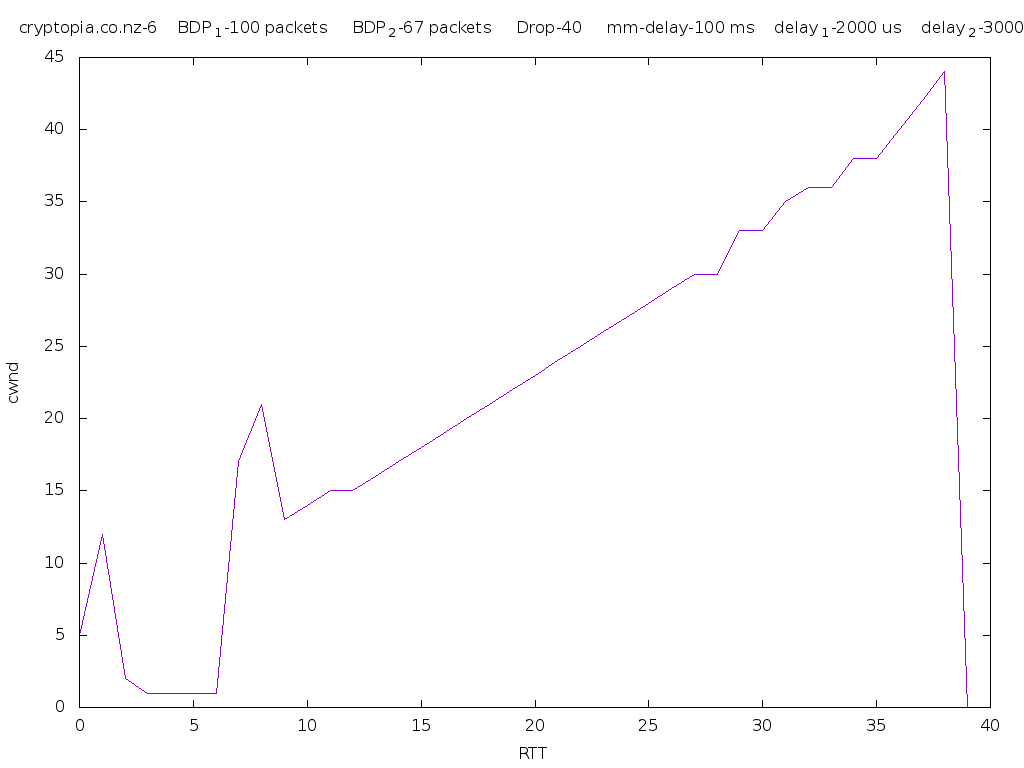 cryptopia.co.nz-6 BDP1-100 packets BDP2-67 packets Drop-40 mm-delay-100 ms delay1-2000 us delay2-3000
45
40
35
30
25
20
15
10
5
0
cwnd
0 5 10 15 20 25 30 35 40
RTT